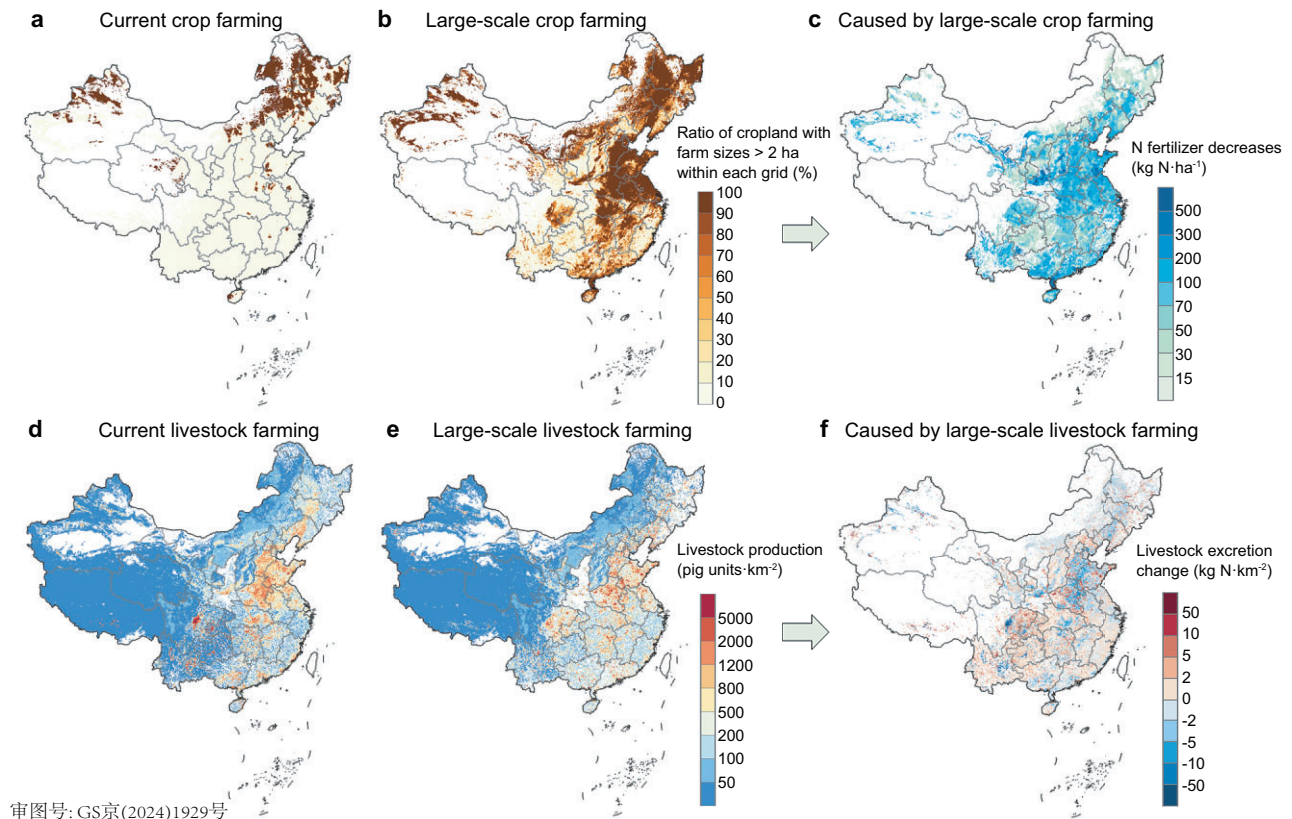 a Current crop farming
b Large-scale crop farming
c Caused by large-scale crop farming
Ratio of cropland with
farm sizes > 2 ha
within each grid (%)
100
90
80
70
60
50
40
30
20
10
0
N fertilizer decreases
(kg N·ha⁻¹)
500
300
200
100
70
50
30
15
d Current livestock farming
e Large-scale livestock farming
f Caused by large-scale livestock farming
Livestock production
(pig units·km⁻²)
5000
2000
1200
800
500
200
100
50
Livestock excretion
change (kg N·km⁻²)
50
10
5
2
0
-2
-5
-10
-50
审图号: GS京(2024)1929号